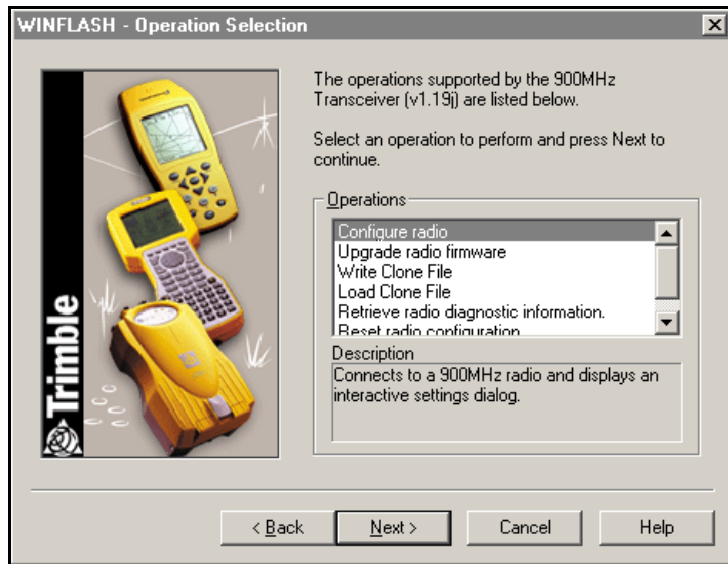 WINFLASH - Operation Selection
Trimble
The operations supported by the 900MHz
Transceiver (v1.19j) are listed below.
Select an operation to perform and press Next to
continue.
Operations
Configure radio
Upgrade radio firmware
Write Clone File
Load Clone File
Retrieve radio diagnostic information.
Reset radio configuration
Description
Connects to a 900MHz radio and displays an
interactive settings dialog.
< Back
Next >
Cancel
Help